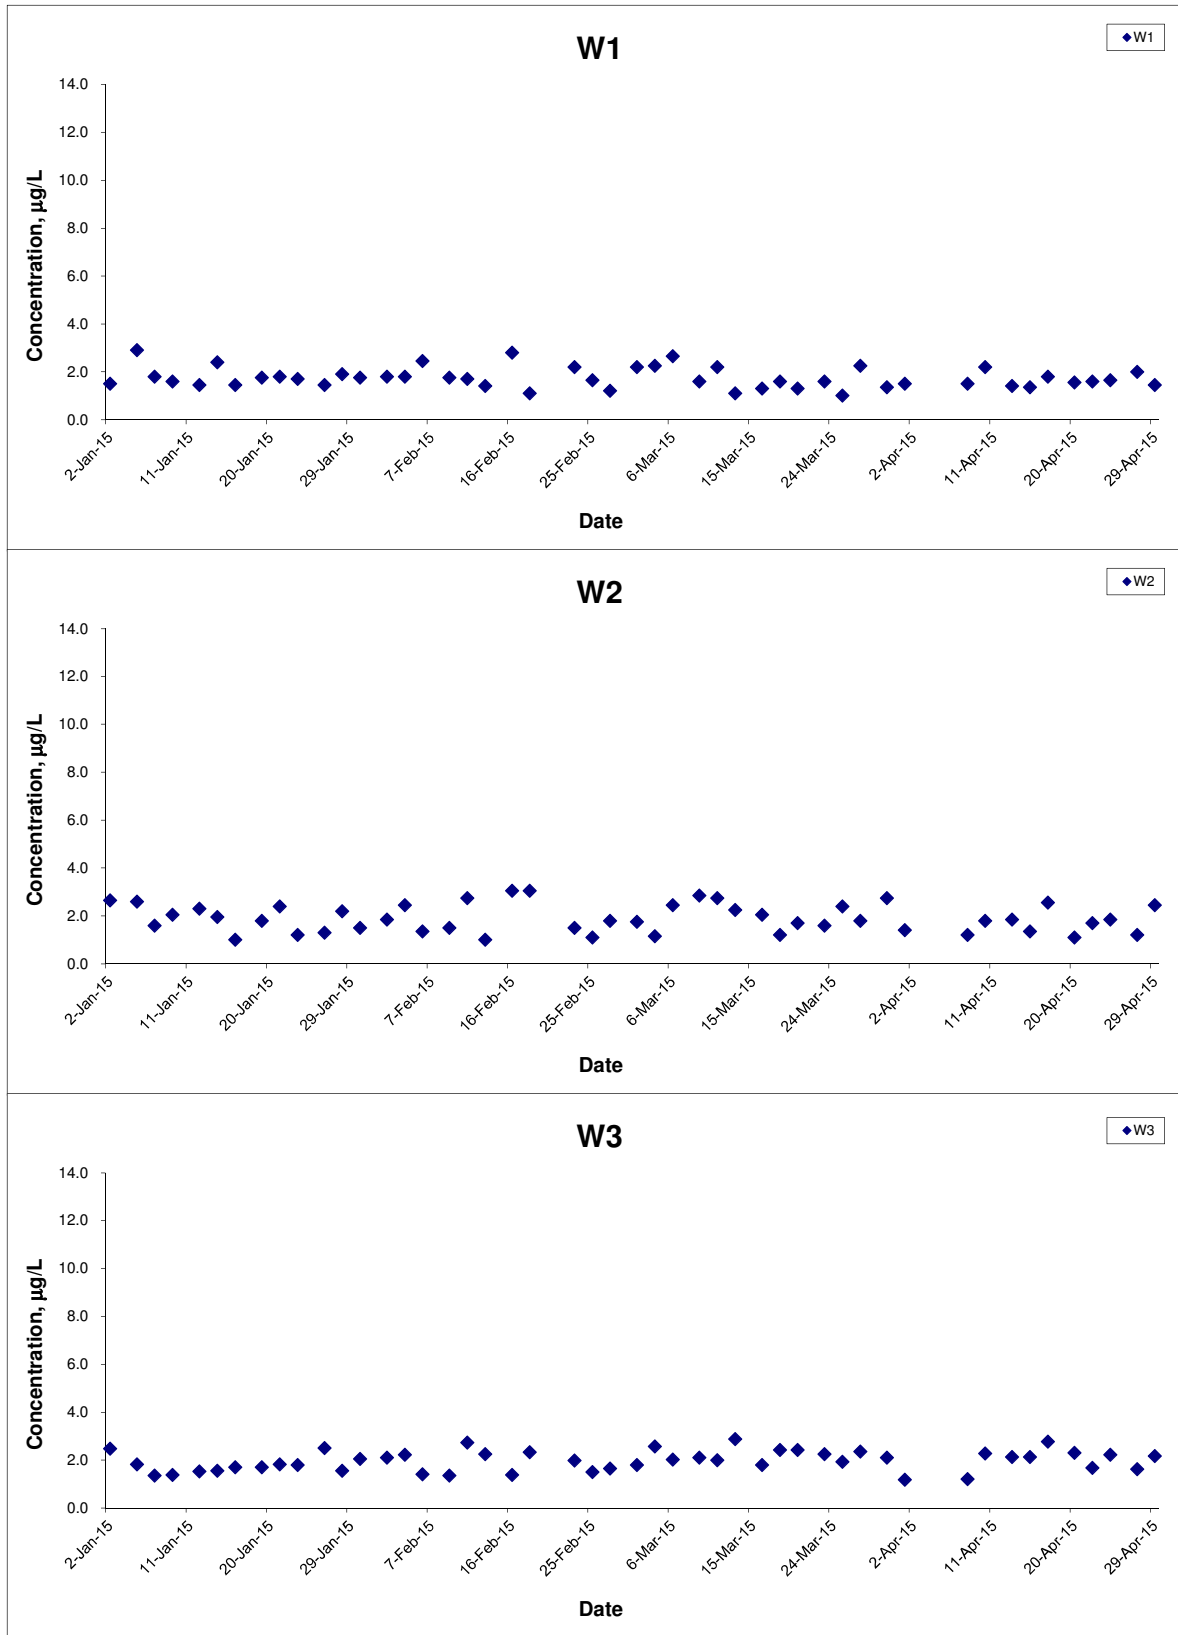 W1
W1
14.0
12.0
10.0
8.0
6.0
4.0
2.0
0.0
Concentration, µg/L
2-Jan-15 11-Jan-15 20-Jan-15 29-Jan-15 7-Feb-15 16-Feb-15 25-Feb-15 6-Mar-15 15-Mar-15 24-Mar-15 2-Apr-15 11-Apr-15 20-Apr-15 29-Apr-15
Date
W2
W2
14.0
12.0
10.0
8.0
6.0
4.0
2.0
0.0
Concentration, µg/L
2-Jan-15 11-Jan-15 20-Jan-15 29-Jan-15 7-Feb-15 16-Feb-15 25-Feb-15 6-Mar-15 15-Mar-15 24-Mar-15 2-Apr-15 11-Apr-15 20-Apr-15 29-Apr-15
Date
W3
W3
14.0
12.0
10.0
8.0
6.0
4.0
2.0
0.0
Concentration, µg/L
2-Jan-15 11-Jan-15 20-Jan-15 29-Jan-15 7-Feb-15 16-Feb-15 25-Feb-15 6-Mar-15 15-Mar-15 24-Mar-15 2-Apr-15 11-Apr-15 20-Apr-15 29-Apr-15
Date